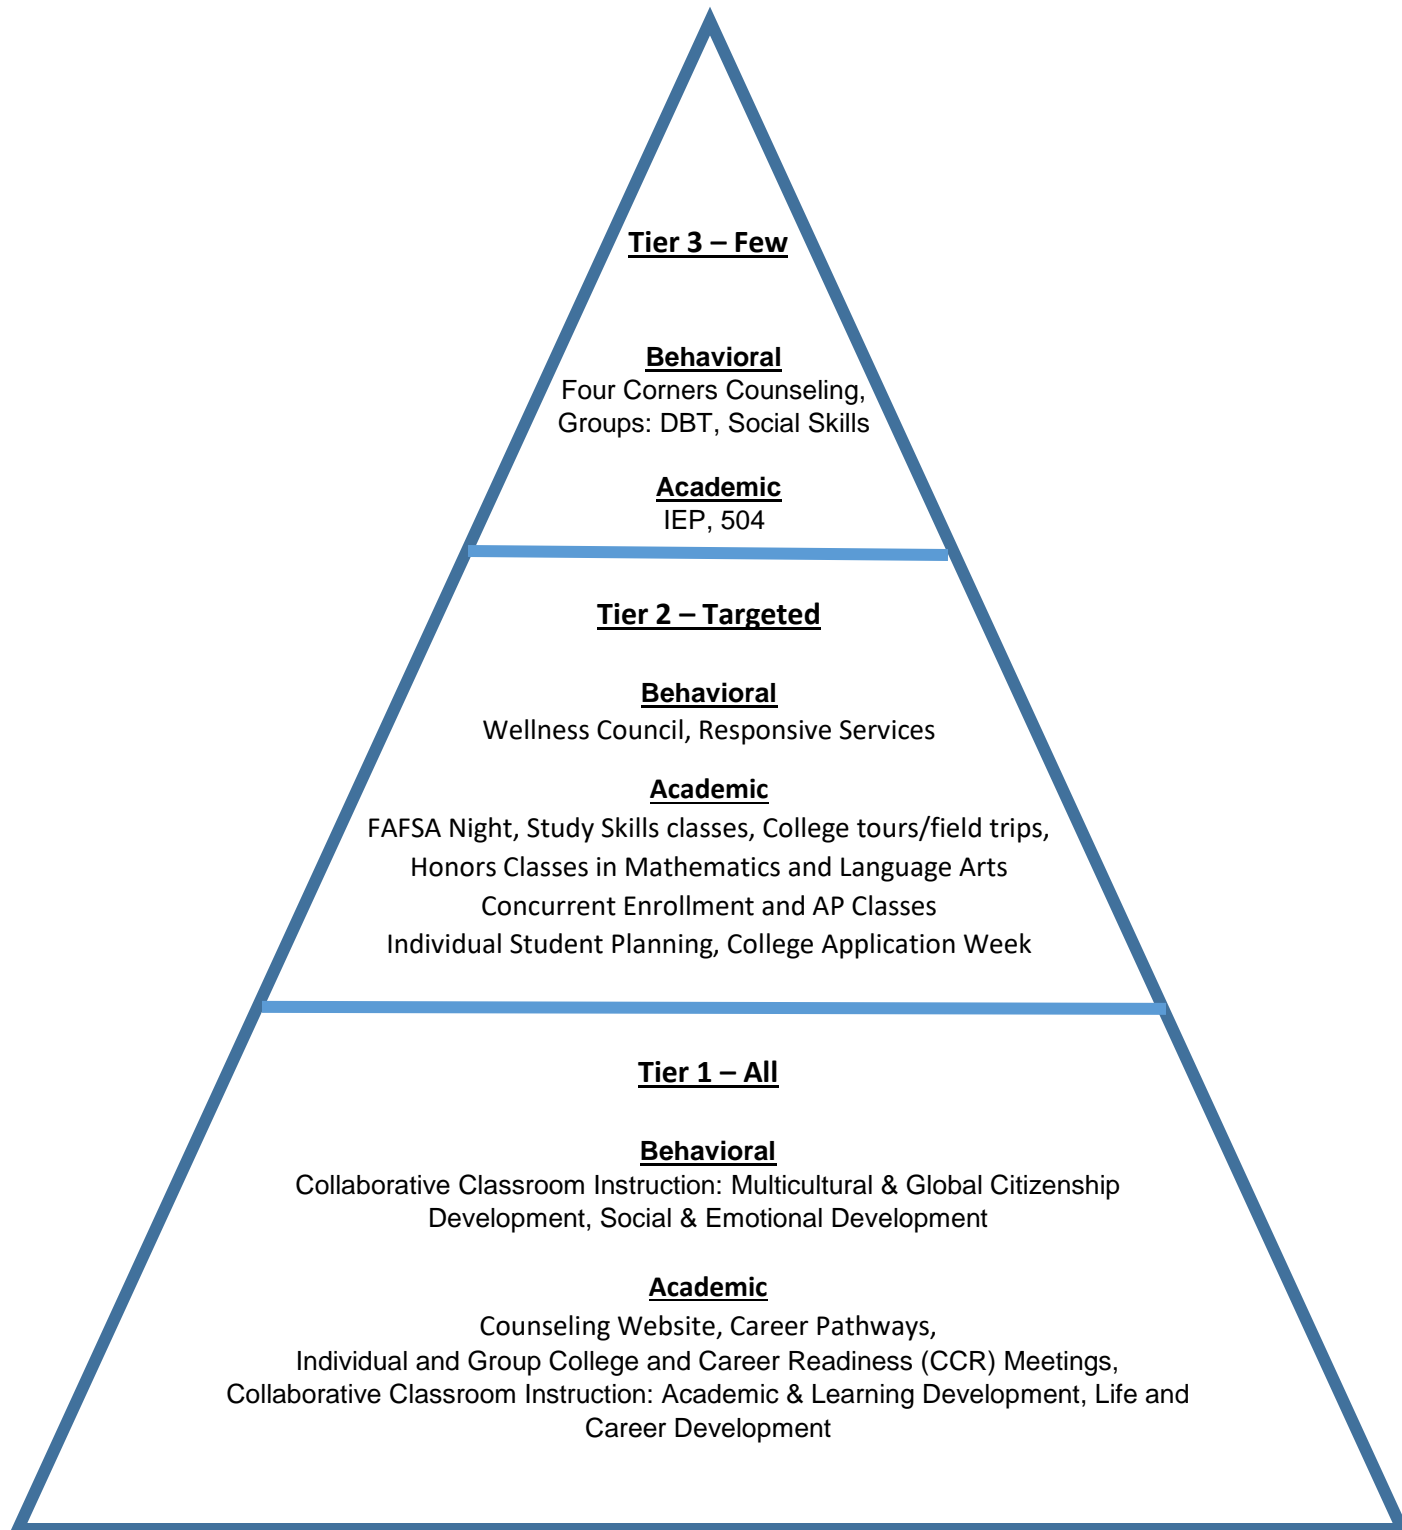 Tier 3 – Few
Behavioral
Four Corners Counseling,
Groups: DBT, Social Skills
Academic
IEP, 504
Tier 2 – Targeted
Behavioral
Wellness Council, Responsive Services
Academic
FAFSA Night, Study Skills classes, College tours/field trips,
Honors Classes in Mathematics and Language Arts
Concurrent Enrollment and AP Classes
Individual Student Planning, College Application Week
Tier 1 – All
Behavioral
Collaborative Classroom Instruction: Multicultural & Global Citizenship
Development, Social & Emotional Development
Academic
Counseling Website, Career Pathways,
Individual and Group College and Career Readiness (CCR) Meetings,
Collaborative Classroom Instruction: Academic & Learning Development, Life and
Career Development